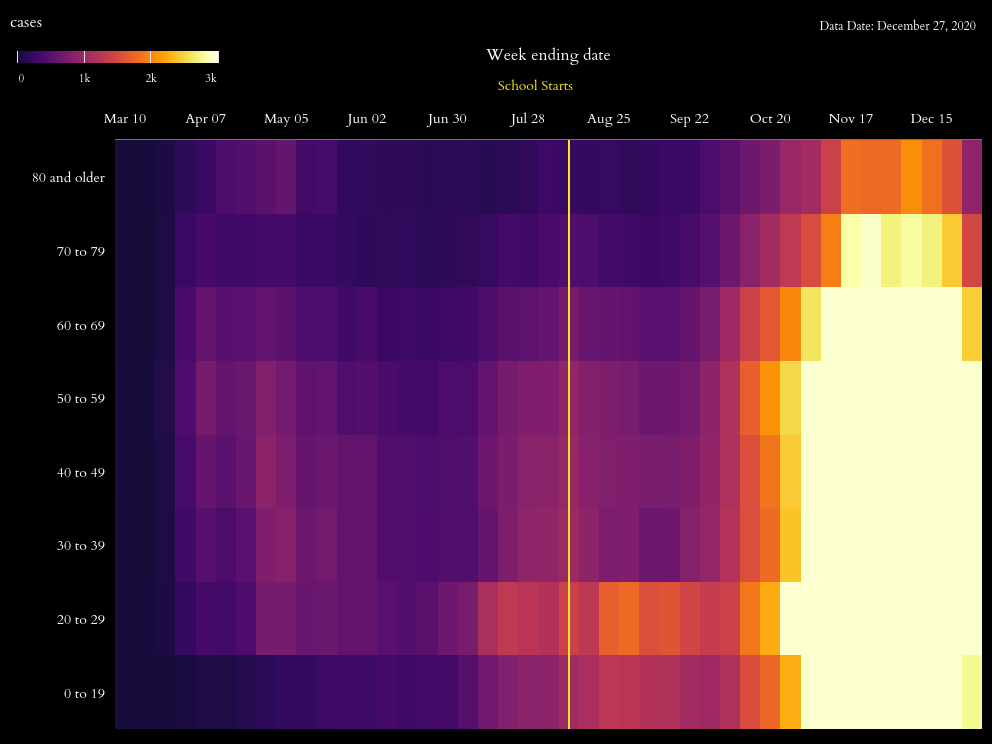 cases
Data Date: December 27, 2020
0 1k 2k 3k
Week ending date
School Starts
Mar 10 Apr 07 May 05 Jun 02 Jun 30 Jul 28 Aug 25 Sep 22 Oct 20 Nov 17 Dec 15
80 and older
70 to 79
60 to 69
50 to 59
40 to 49
30 to 39
20 to 29
0 to 19